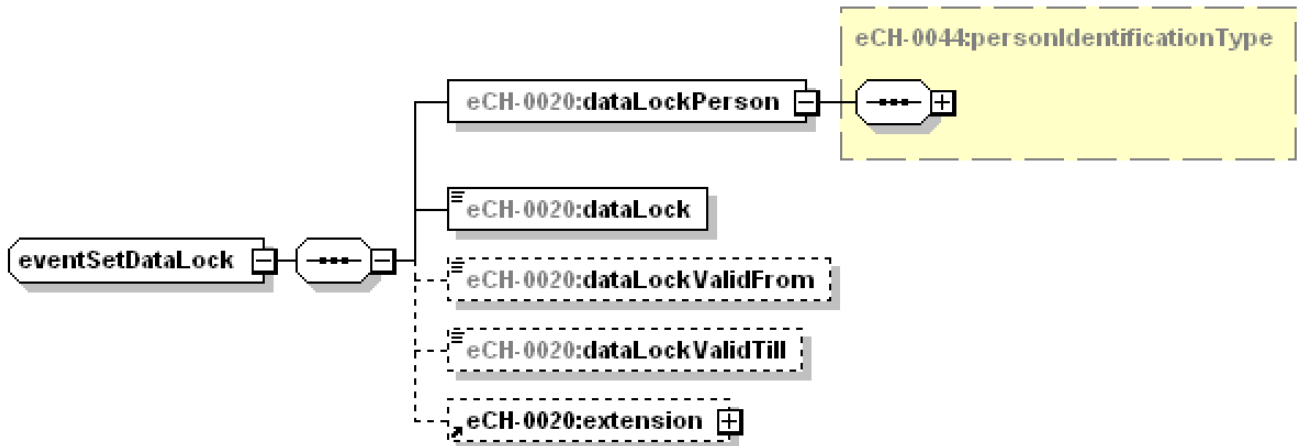 eCH-0044:personIdentificationType
eCH-0020:dataLockPerson
eCH-0020:dataLock
eventSetDataLock
eCH-0020:dataLockValidFrom
eCH-0020:dataLockValidTill
eCH-0020:extension